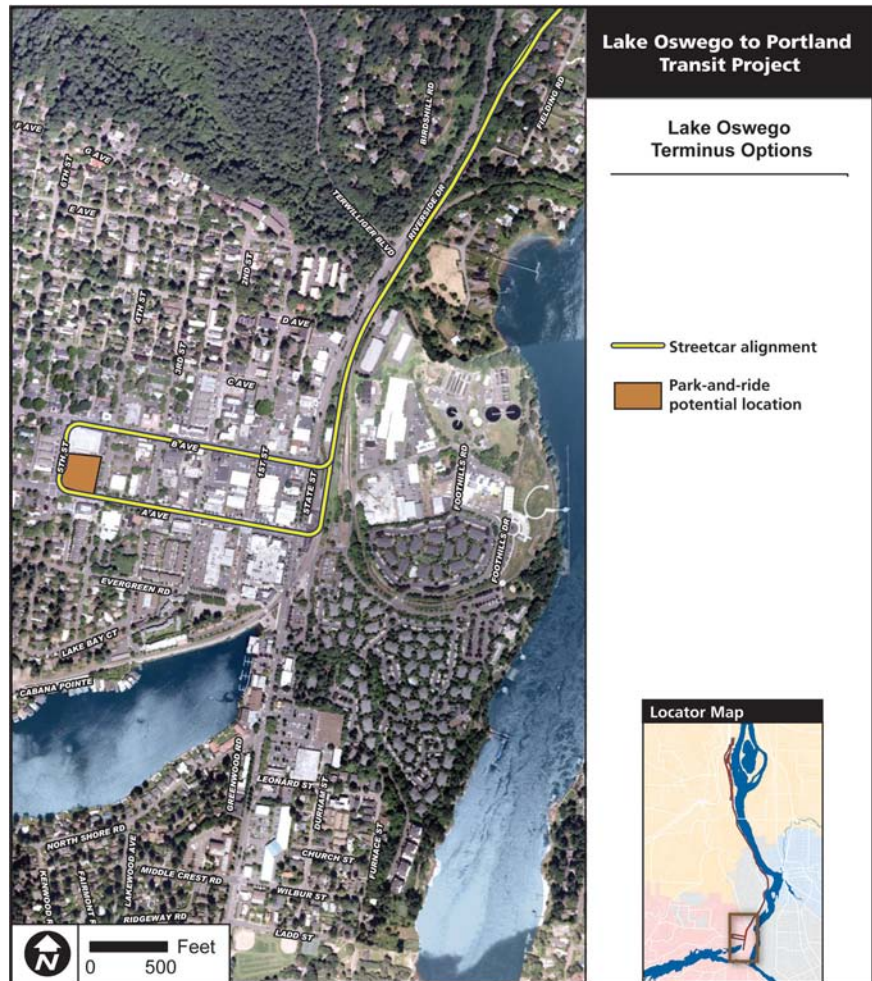 Lake Oswego to Portland
Transit Project
Lake Oswego
Terminus Options
Streetcar alignment
Park-and-ride
potential location
Locator Map
F AVE
G AVE
6TH ST
E AVE
BIRDSHILL RD
FIELDING RD
TERWILLIGER BLVD
RIVERSIDE DR
2ND ST
4TH ST
D AVE
3RD ST
C AVE
B AVE
5TH ST
1ST ST
STATE ST
A AVE
FOOTHILLS RD
FOOTHILLS DR
EVERGREEN RD
LAKE BAY CT
CABANA POINTE
GREENWOOD RD
LEONARD ST
DURHAM ST
NORTH SHORE RD
LAKEWOOD AVE
CHURCH ST
FURNACE ST
MIDDLE CREST RD
WILBUR ST
FAIRMONT R
RIDGEWAY RD
LADD ST
N
Feet
0 500